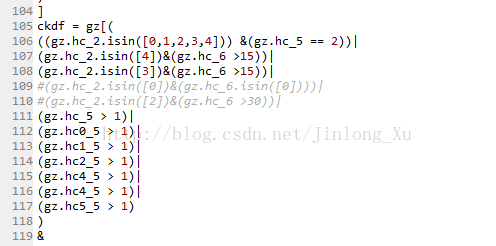 104 ]
105 ckdf = gz[(
106 ((gz.hc_2.isin([0,1,2,3,4])) &(gz.hc_5 == 2))|
107 (gz.hc_2.isin([4])&(gz.hc_6 >15))|
108 (gz.hc_2.isin([3])&(gz.hc_6 >15))|
109 #(gz.hc_2.isin([0])&(gz.hc_6.isin([0])))|
110 #(gz.hc_2.isin([2])&(gz.hc_6 >30))|
111 (gz.hc_5 > 1)|
112 (gz.hc0_5 > 1)|
http://blog.csdn.net/Jinlong_Xu
113 (gz.hc1_5 > 1)|
114 (gz.hc2_5 > 1)|
115 (gz.hc4_5 > 1)|
116 (gz.hc4_5 > 1)|
117 (gz.hc5_5 > 1)
118 )
119 &